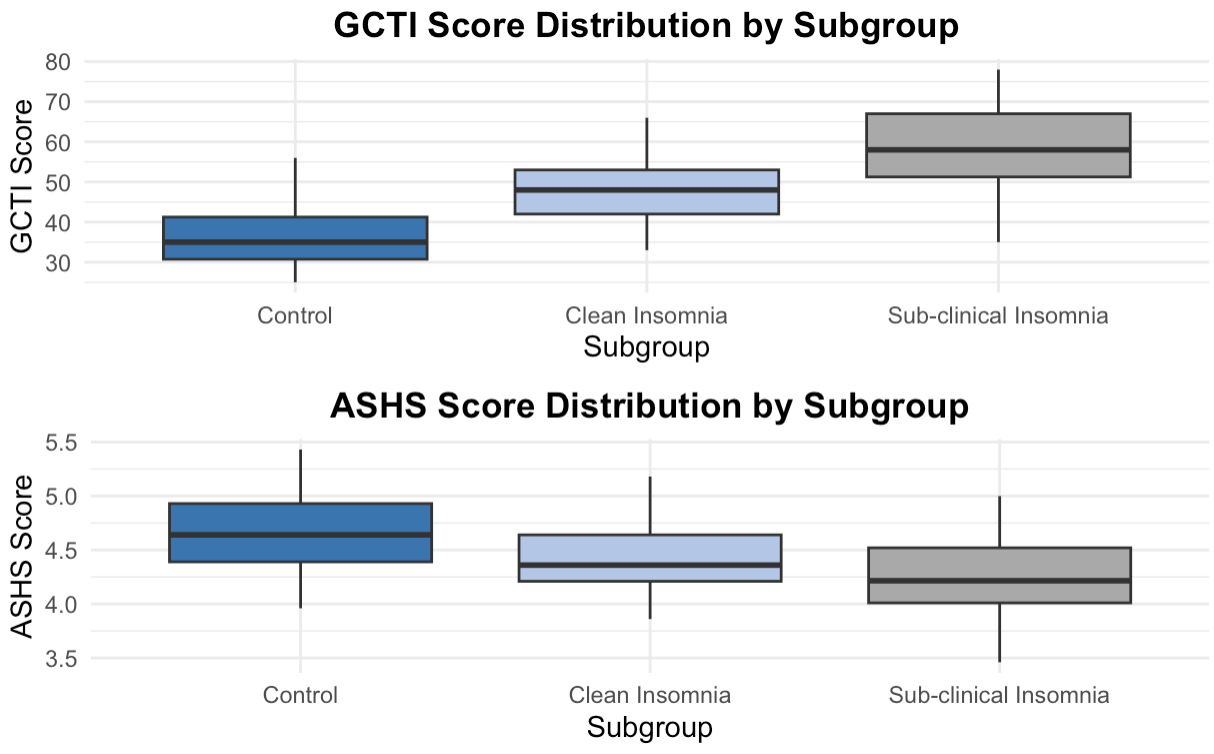 GCTI Score Distribution by Subgroup
80
70
60
50
40
30
GCTI Score
Control
Clean Insomnia
Sub-clinical Insomnia
Subgroup
ASHS Score Distribution by Subgroup
5.5
5.0
4.5
4.0
3.5
ASHS Score
Control
Clean Insomnia
Sub-clinical Insomnia
Subgroup